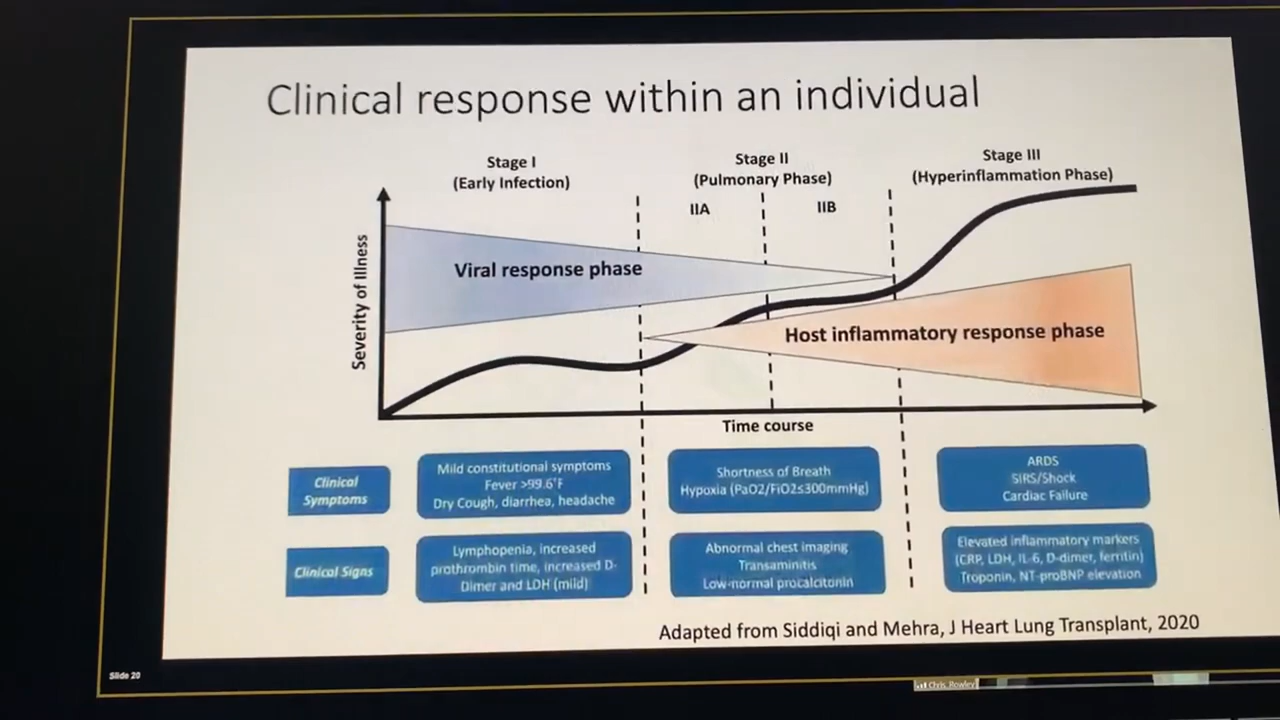 Clinical response within an individual
Stage I
(Early Infection)
Stage II
(Pulmonary Phase)
Stage III
(Hyperinflammation Phase)
IIA
IIB
Severity of Illness
Viral response phase
Host inflammatory response phase
Time course
Clinical
Symptoms
Mild constitutional symptoms
Fever >99.6°F
Dry Cough, diarrhea, headache
Shortness of Breath
Hypoxia (PaO2/FiO2≤300mmHg)
ARDS
SIRS/Shock
Cardiac Failure
Clinical Signs
Lymphopenia, increased
prothrombin time, increased D-
Dimer and LDH (mild)
Abnormal chest imaging
Transaminitis
Low-normal procalcitonin
Elevated inflammatory markers
(CRP, LDH, IL-6, D-dimer, ferritin)
Troponin, NT-proBNP elevation
Adapted from Siddiqi and Mehra, J Heart Lung Transplant, 2020
Slide 20
Chris Rowley